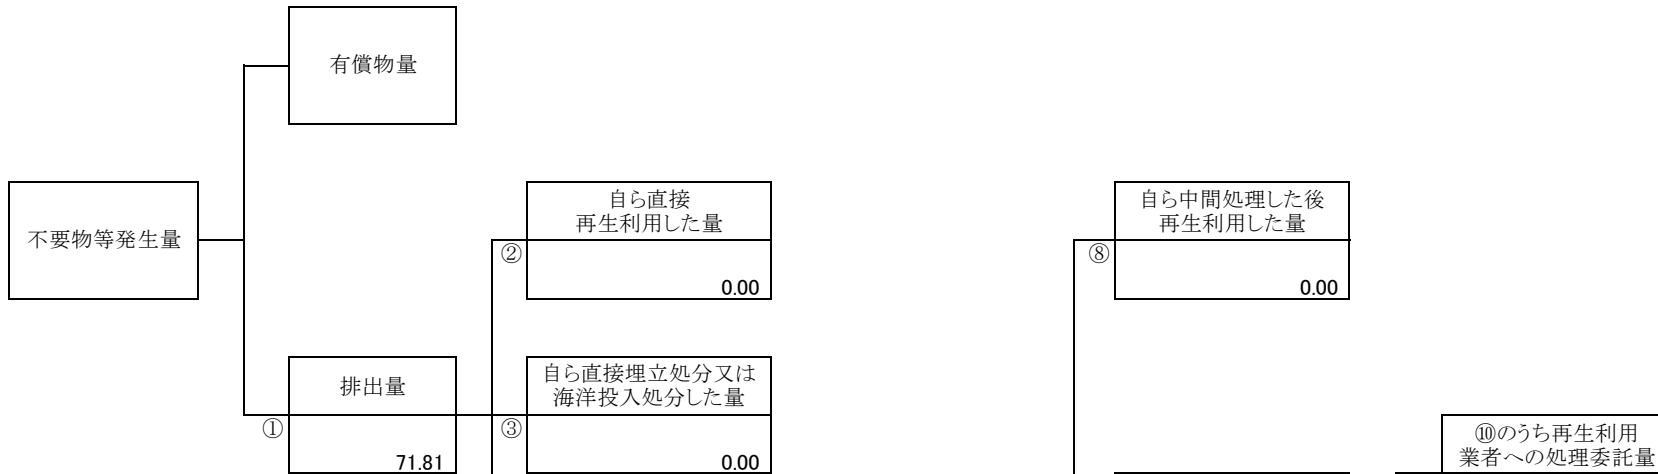 有償物量
不要物等発生量
自ら直接
再生利用した量
②
0.00
自ら中間処理した後
再生利用した量
⑧
0.00
排出量
①
71.81
自ら直接埋立処分又は
海洋投入処分した量
③
0.00
⑩のうち再生利用
業者への処理委託量